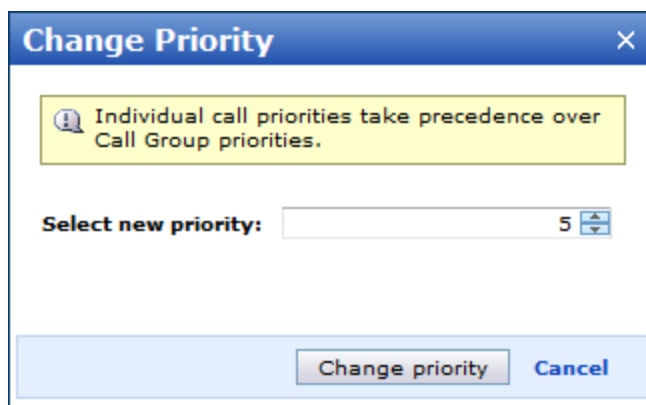 Change Priority
Individual call priorities take precedence over
Call Group priorities.
Select new priority: 5
Change priority Cancel